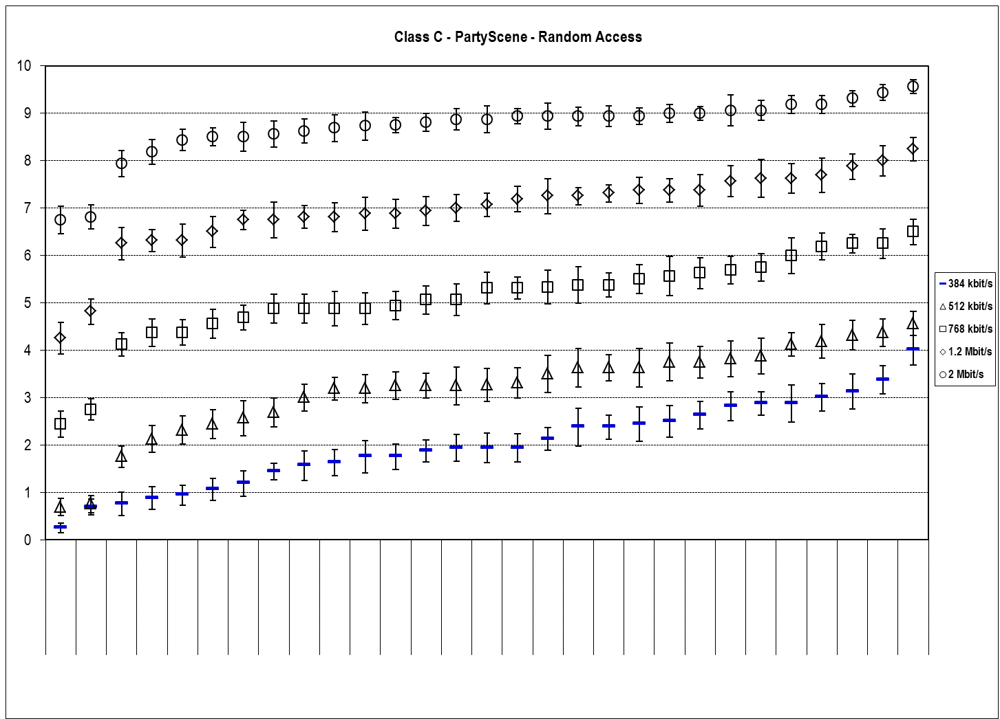 Class C - PartyScene - Random Access
10
9
8
7
6
5
4
3
2
1
0
384 kbit/s
512 kbit/s
768 kbit/s
1.2 Mbit/s
2 Mbit/s